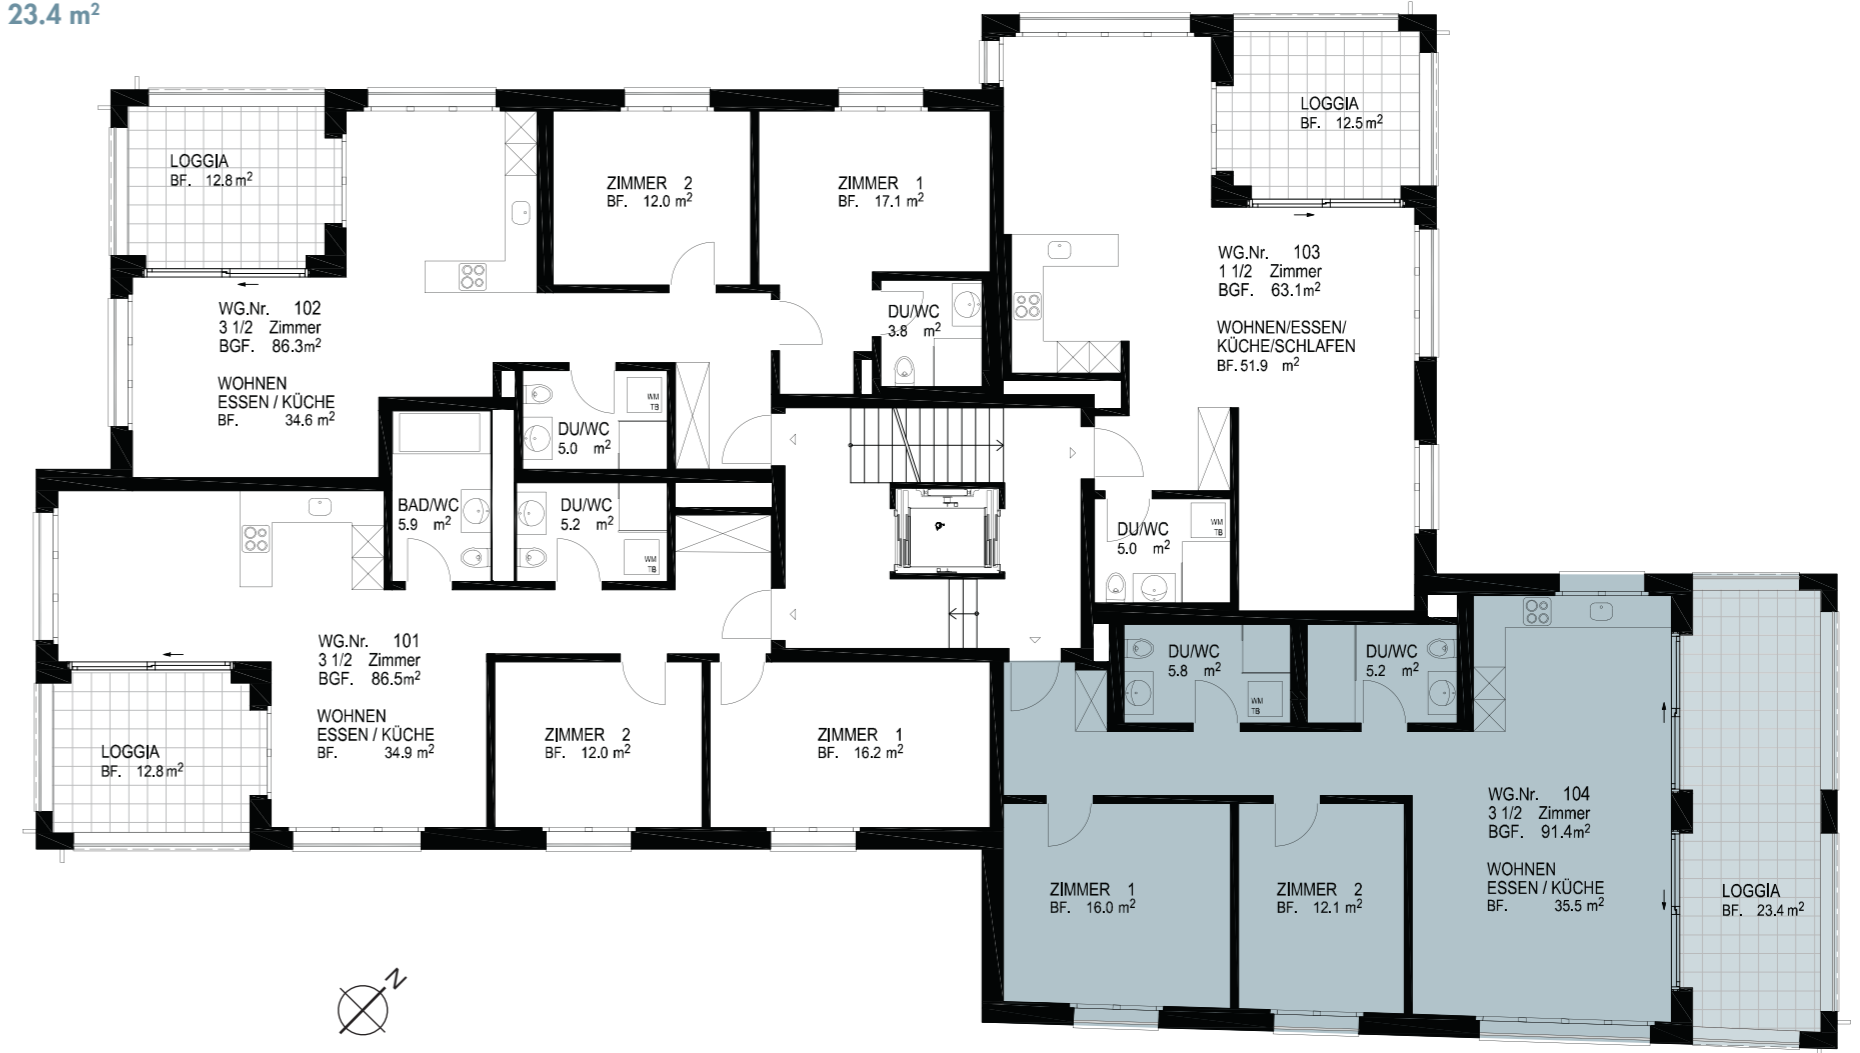 23.4 m²
LOGGIA
BF. 12.8 m²
ZIMMER 2
BF. 12.0 m²
ZIMMER 1
BF. 17.1 m²
LOGGIA
BF. 12.5 m²
WG.Nr. 102
3 1/2 Zimmer
BGF. 86.3m²
WOHNEN
ESSEN / KÜCHE
BF. 34.6 m²
DU/WC
3.8 m²
WG.Nr. 103
1 1/2 Zimmer
BGF. 63.1m²
WOHNEN/ESSEN/
KÜCHE/SCHLAFEN
BF. 51.9 m²
WM
TB
DU/WC
5.0 m²
BAD/WC
5.9 m²
DU/WC
5.2 m²
WM
TB
DU/WC
5.0 m²
WM
TB
WG.Nr. 101
3 1/2 Zimmer
BGF. 86.5m²
WOHNEN
ESSEN / KÜCHE
BF. 34.9 m²
LOGGIA
BF. 12.8 m²
ZIMMER 2
BF. 12.0 m²
ZIMMER 1
BF. 16.2 m²
DU/WC
5.8 m²
WM
TB
DU/WC
5.2 m²
WG.Nr. 104
3 1/2 Zimmer
BGF. 91.4m²
WOHNEN
ESSEN / KÜCHE
BF. 35.5 m²
ZIMMER 1
BF. 16.0 m²
ZIMMER 2
BF. 12.1 m²
LOGGIA
BF. 23.4 m²
N